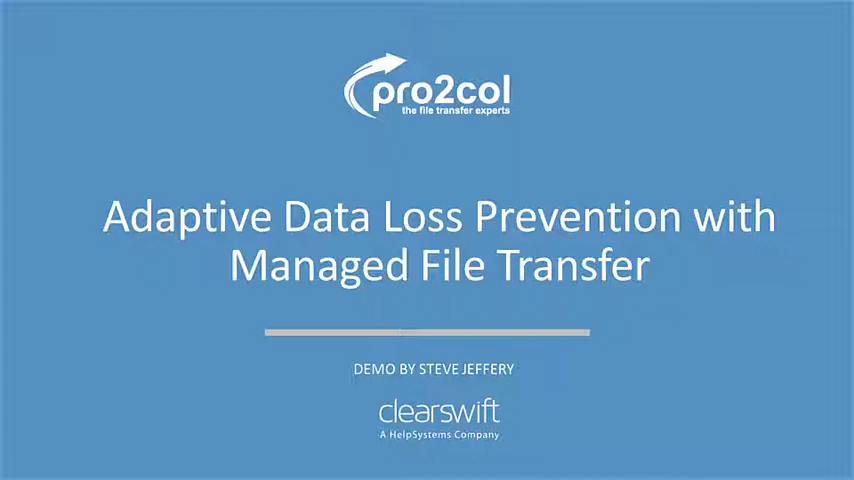 pro2col
the file transfer experts
Adaptive Data Loss Prevention with
Managed File Transfer
DEMO BY STEVE JEFFERY
clearswift
A HelpSystems Company